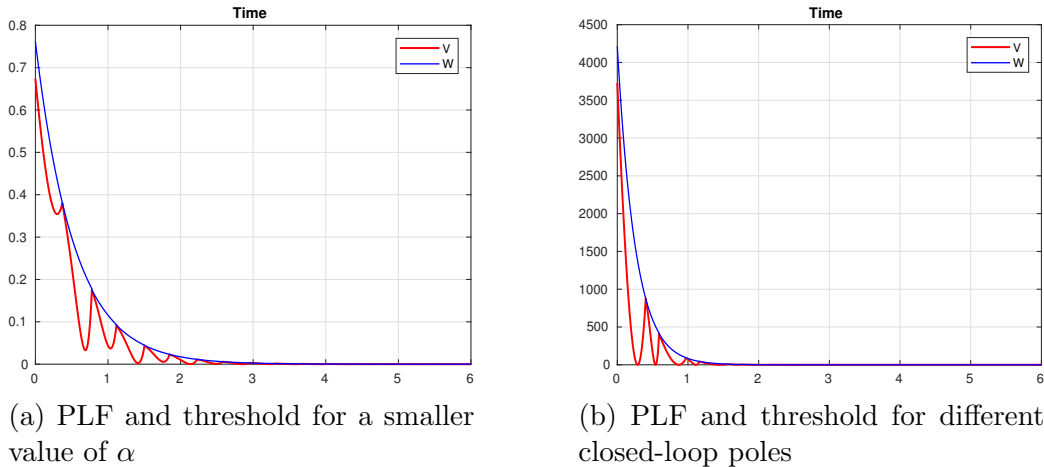 Time
0.8
0.7
0.6
0.5
0.4
0.3
0.2
0.1
0
0 1 2 3 4 5 6
V
W
(a) PLF and threshold for a smaller
value of α
Time
4500
4000
3500
3000
2500
2000
1500
1000
500
0
0 1 2 3 4 5 6
V
W
(b) PLF and threshold for different
closed-loop poles